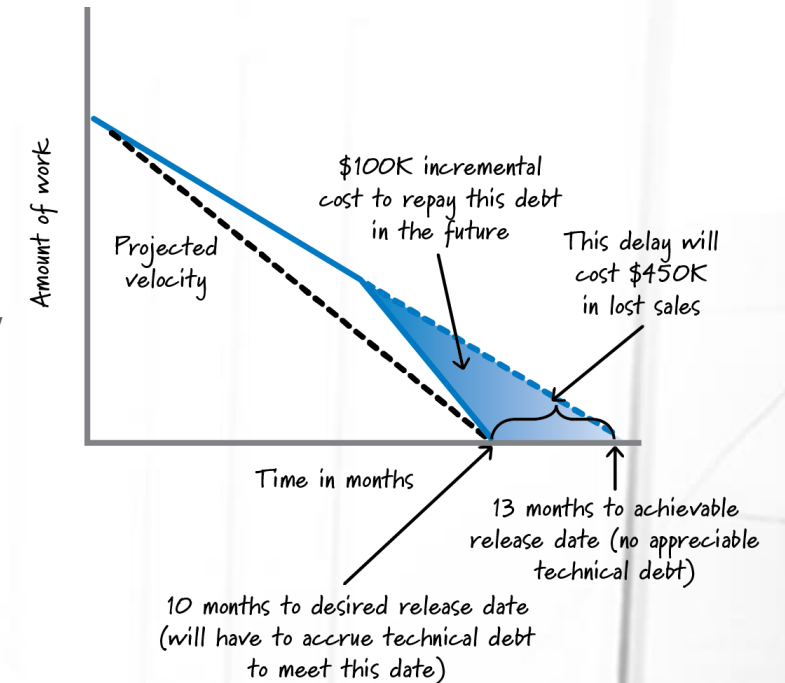 Amount of work
$100K incremental
cost to repay this debt
in the future
Projected
velocity
This delay will
cost $450K
in lost sales
Time in months
13 months to achievable
release date (no appreciable
technical debt)
10 months to desired release date
(will have to accrue technical debt
to meet this date)